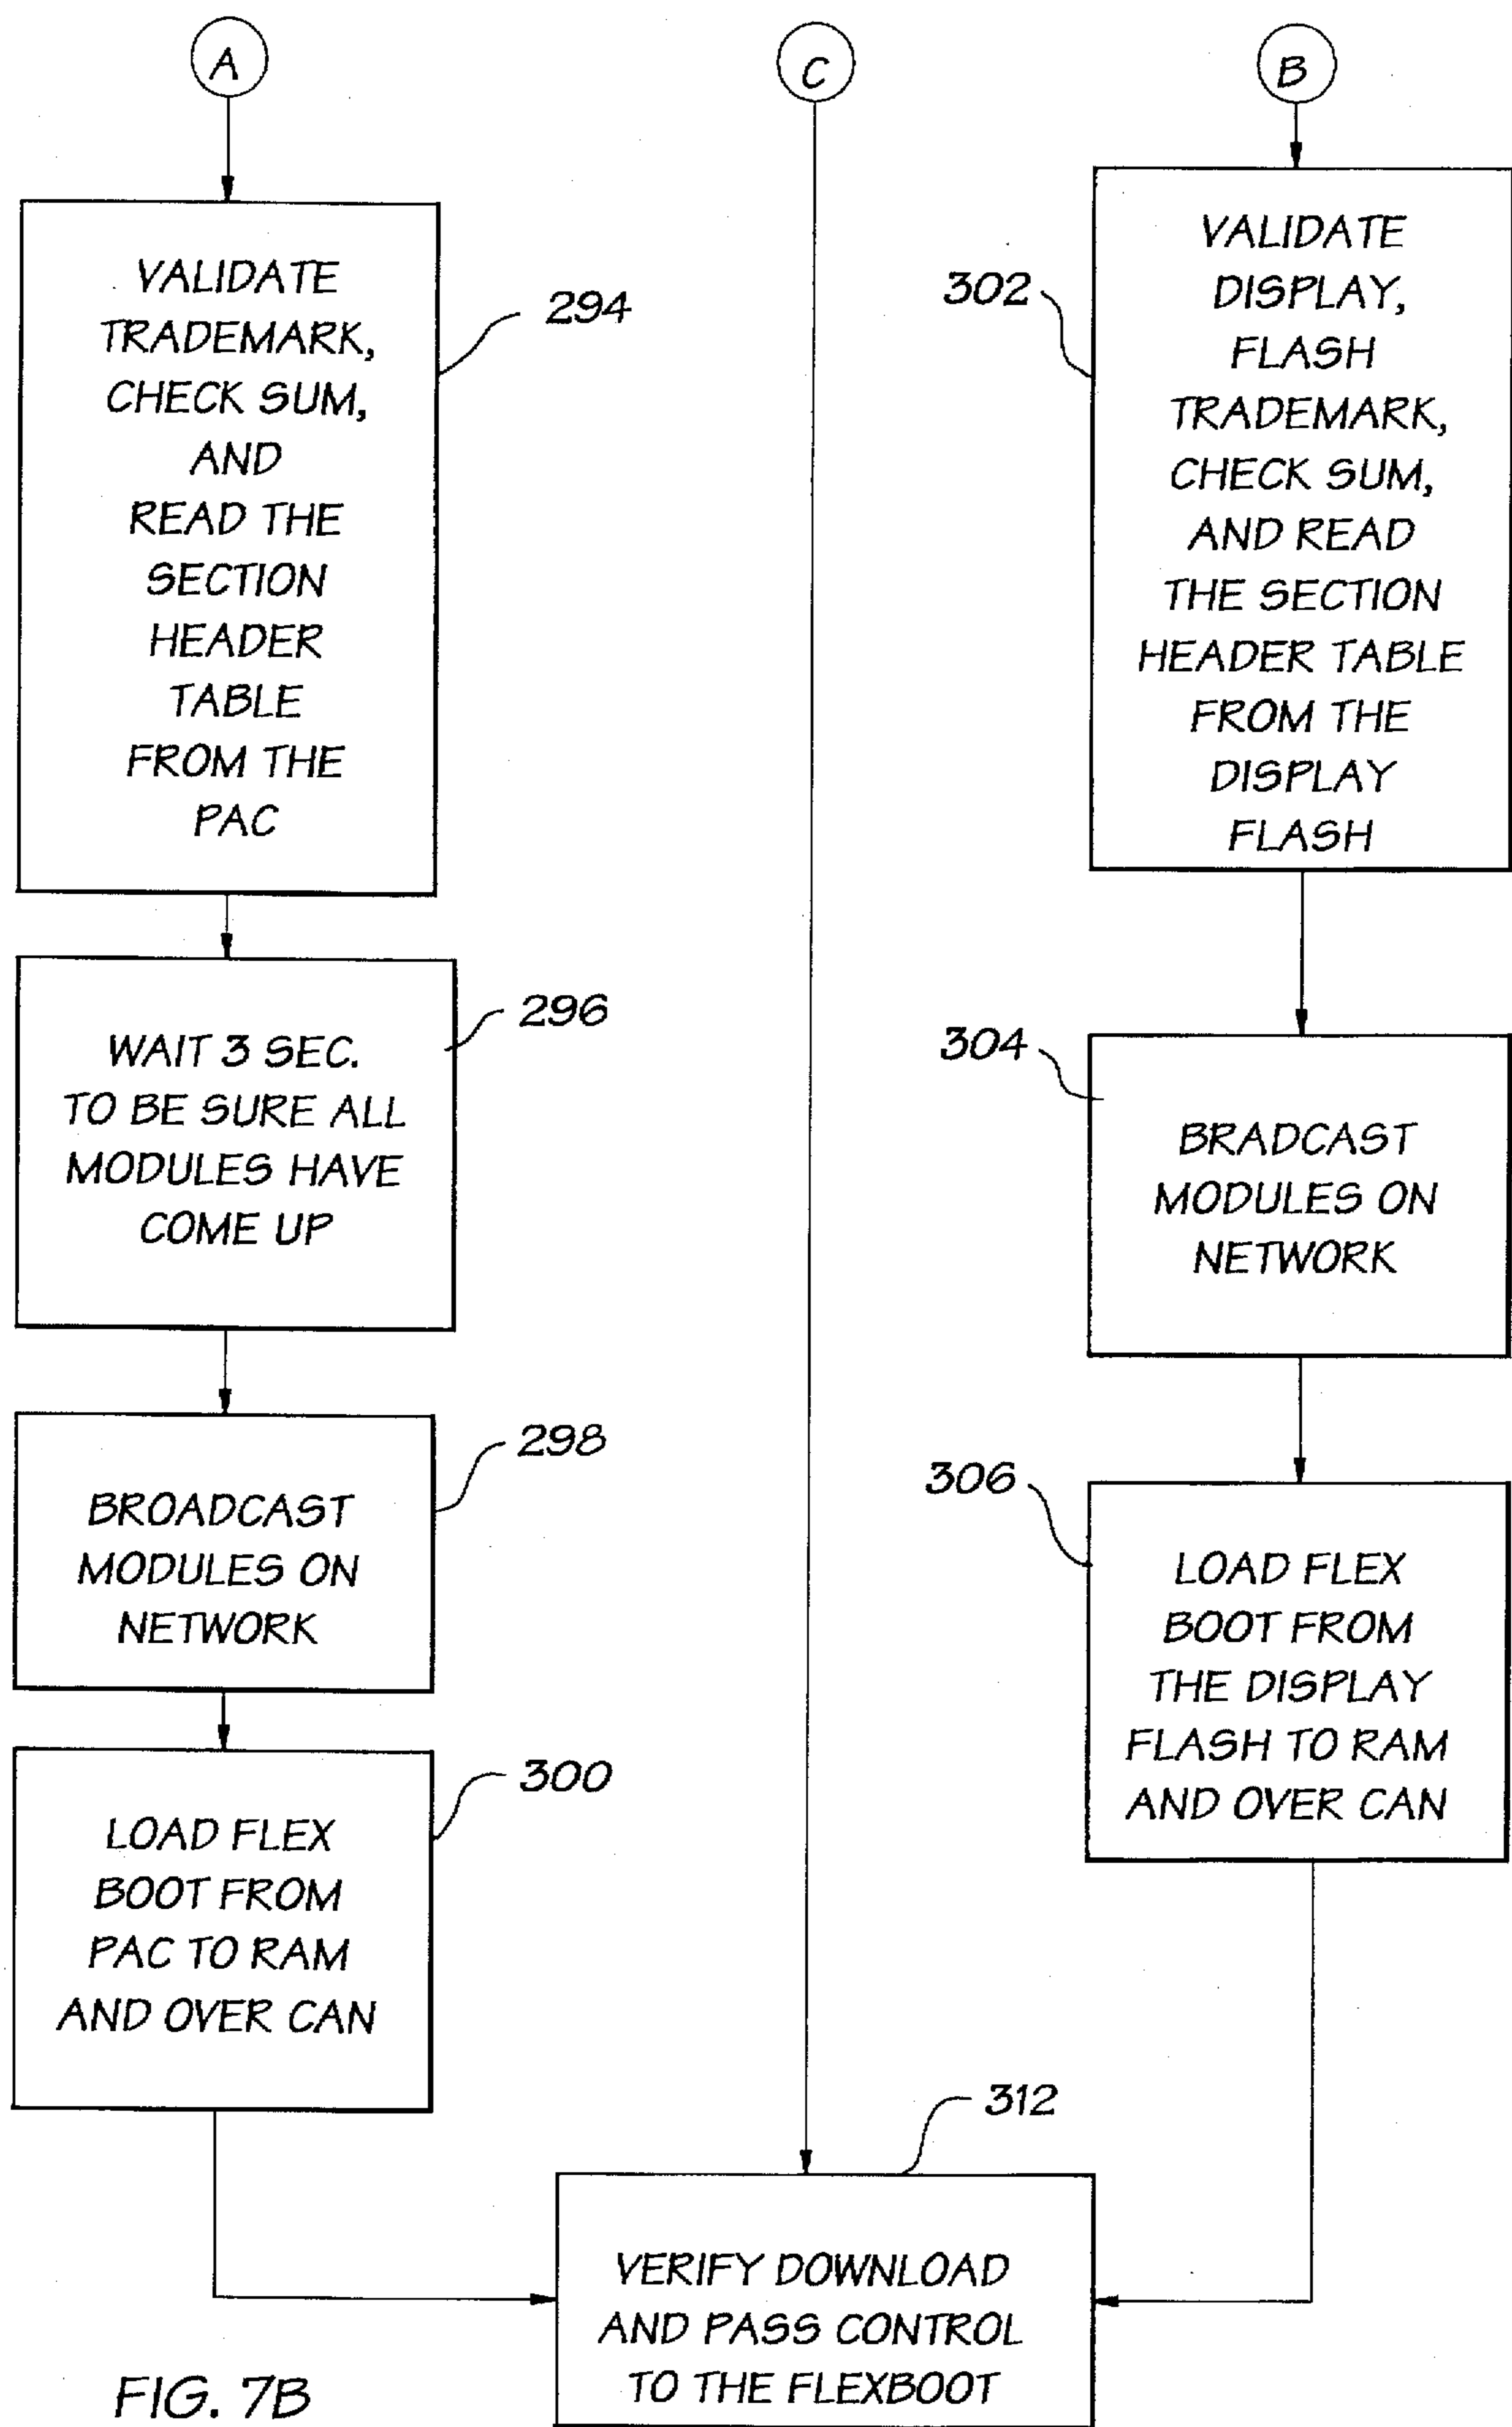 A
VALIDATE
TRADEMARK,
CHECK SUM,
AND
READ THE
SECTION
HEADER
TABLE
FROM THE
PAC
294
WAIT 3 SEC.
TO BE SURE ALL
MODULES HAVE
COME UP
296
BROADCAST
MODULES ON
NETWORK
298
LOAD FLEX
BOOT FROM
PAC TO RAM
AND OVER CAN
300
C
B
302
VALIDATE
DISPLAY,
FLASH
TRADEMARK,
CHECK SUM,
AND READ
THE SECTION
HEADER TABLE
FROM THE
DISPLAY
FLASH
304
BRADCAST
MODULES ON
NETWORK
306
LOAD FLEX
BOOT FROM
THE DISPLAY
FLASH TO RAM
AND OVER CAN
312
VERIFY DOWNLOAD
AND PASS CONTROL
TO THE FLEXBOOT
FIG. 7B